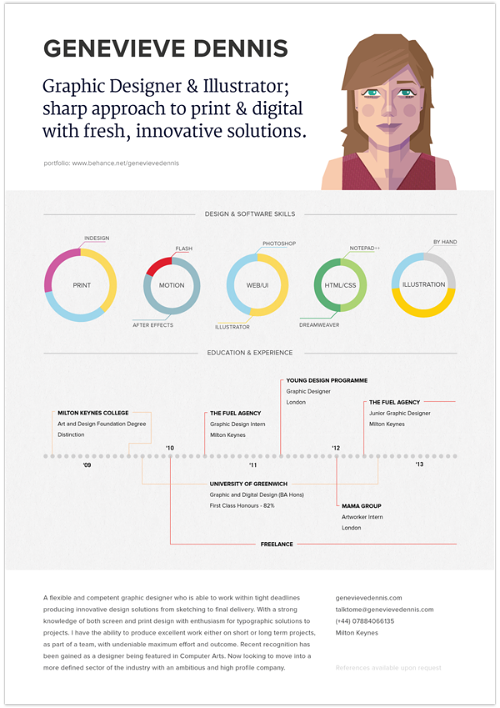 GENEVIEVE DENNIS
Graphic Designer & Illustrator;
sharp approach to print & digital
with fresh, innovative solutions.
portfolio: www.behance.net/genevievedennis
DESIGN & SOFTWARE SKILLS
INDESIGN
PRINT
FLASH
MOTION
AFTER EFFECTS
PHOTOSHOP
WEB/UI
ILLUSTRATOR
NOTEPAD++
HTML/CSS
DREAMWEAVER
BY HAND
ILLUSTRATION
EDUCATION & EXPERIENCE
YOUNG DESIGN PROGRAMME
Graphic Designer
London
MILTON KEYNES COLLEGE
Art and Design Foundation Degree
Distinction
THE FUEL AGENCY
Graphic Design Intern
Milton Keynes
THE FUEL AGENCY
Junior Graphic Designer
Milton Keynes
'10
'12
'09
'11
'13
UNIVERSITY OF GREENWICH
Graphic and Digital Design (BA Hons)
First Class Honours - 82%
MAMA GROUP
Artworker Intern
London
FREELANCE
A flexible and competent graphic designer who is able to work within tight deadlines
producing innovative design solutions from sketching to final delivery. With a strong
knowledge of both screen and print design with enthusiasm for typographic solutions to
projects. I have the ability to produce excellent work either on short or long term projects,
as part of a team, with undeniable maximum effort and outcome. Recent recognition has
been gained as a designer being featured in Computer Arts. Now looking to move into a
more defined sector of the industry with an ambitious and high profile company.
genevievedennis.com
talktome@genevievedennis.com
(+44) 07884066135
Milton Keynes
References available upon request